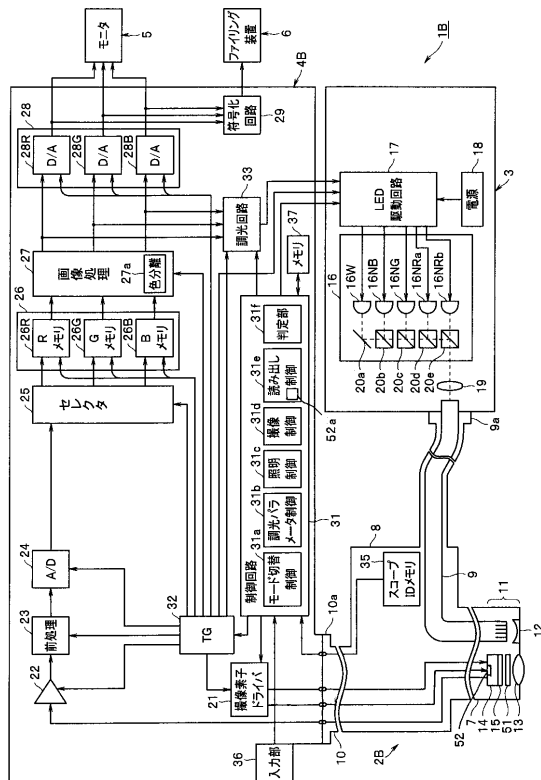 モニタ
5
ファイリング
装置
6
4B
1B
28
28R
D/A
28G
D/A
28B
D/A
符号化
回路
29
27
画像処理
27a
色分離
33
調光回路
26
26R
R
メモリ
26G
G
メモリ
26B
B
メモリ
25
セレクタ
メモリ
37
24
A/D
23
前処理
22
32
TG
21
撮像素子
ドライバ
36
入力部
制御回路
31a
モード切替
制御
31b
調光パラ
メータ制御
31c
照明
制御
31d
撮像
制御
31e
読み出し
制御
52a
31f
判定部
31
17
LED
駆動回路
18
電源
3
16
16W
16NB
16NG
16NRa
16NRb
20a
20b
20c
20d
20e
19
9a
10a
10
8
35
スコープ
IDメモリ
9
2B
11
12
7
52
14
15
51
13